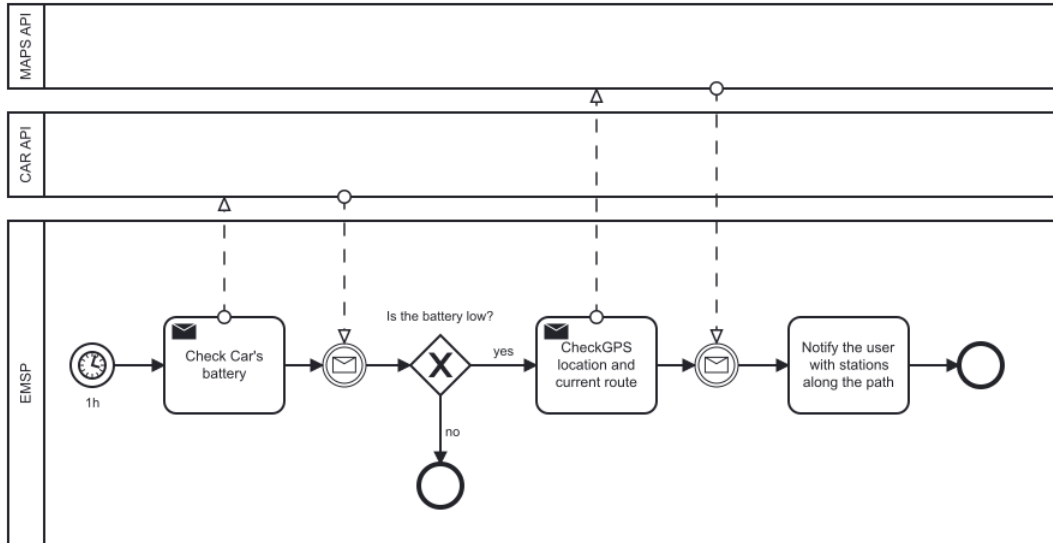 MAPS API
CAR API
EMSP
1h
Check Car's
battery
Is the battery low?
yes
no
CheckGPS
location and
current route
Notify the user
with stations
along the path